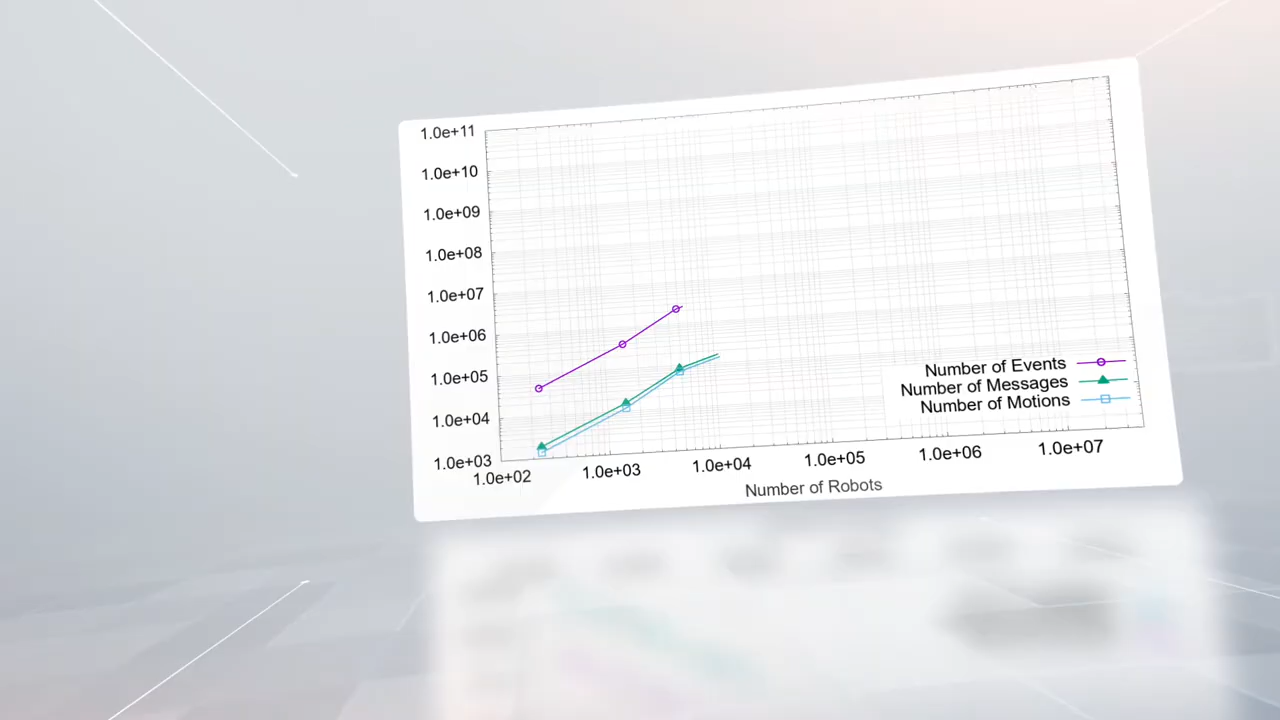 1.0e+11
1.0e+10
1.0e+09
1.0e+08
1.0e+07
1.0e+06
1.0e+05
1.0e+04
1.0e+03
1.0e+02 1.0e+03 1.0e+04 1.0e+05 1.0e+06 1.0e+07
Number of Robots
Number of Events
Number of Messages
Number of Motions